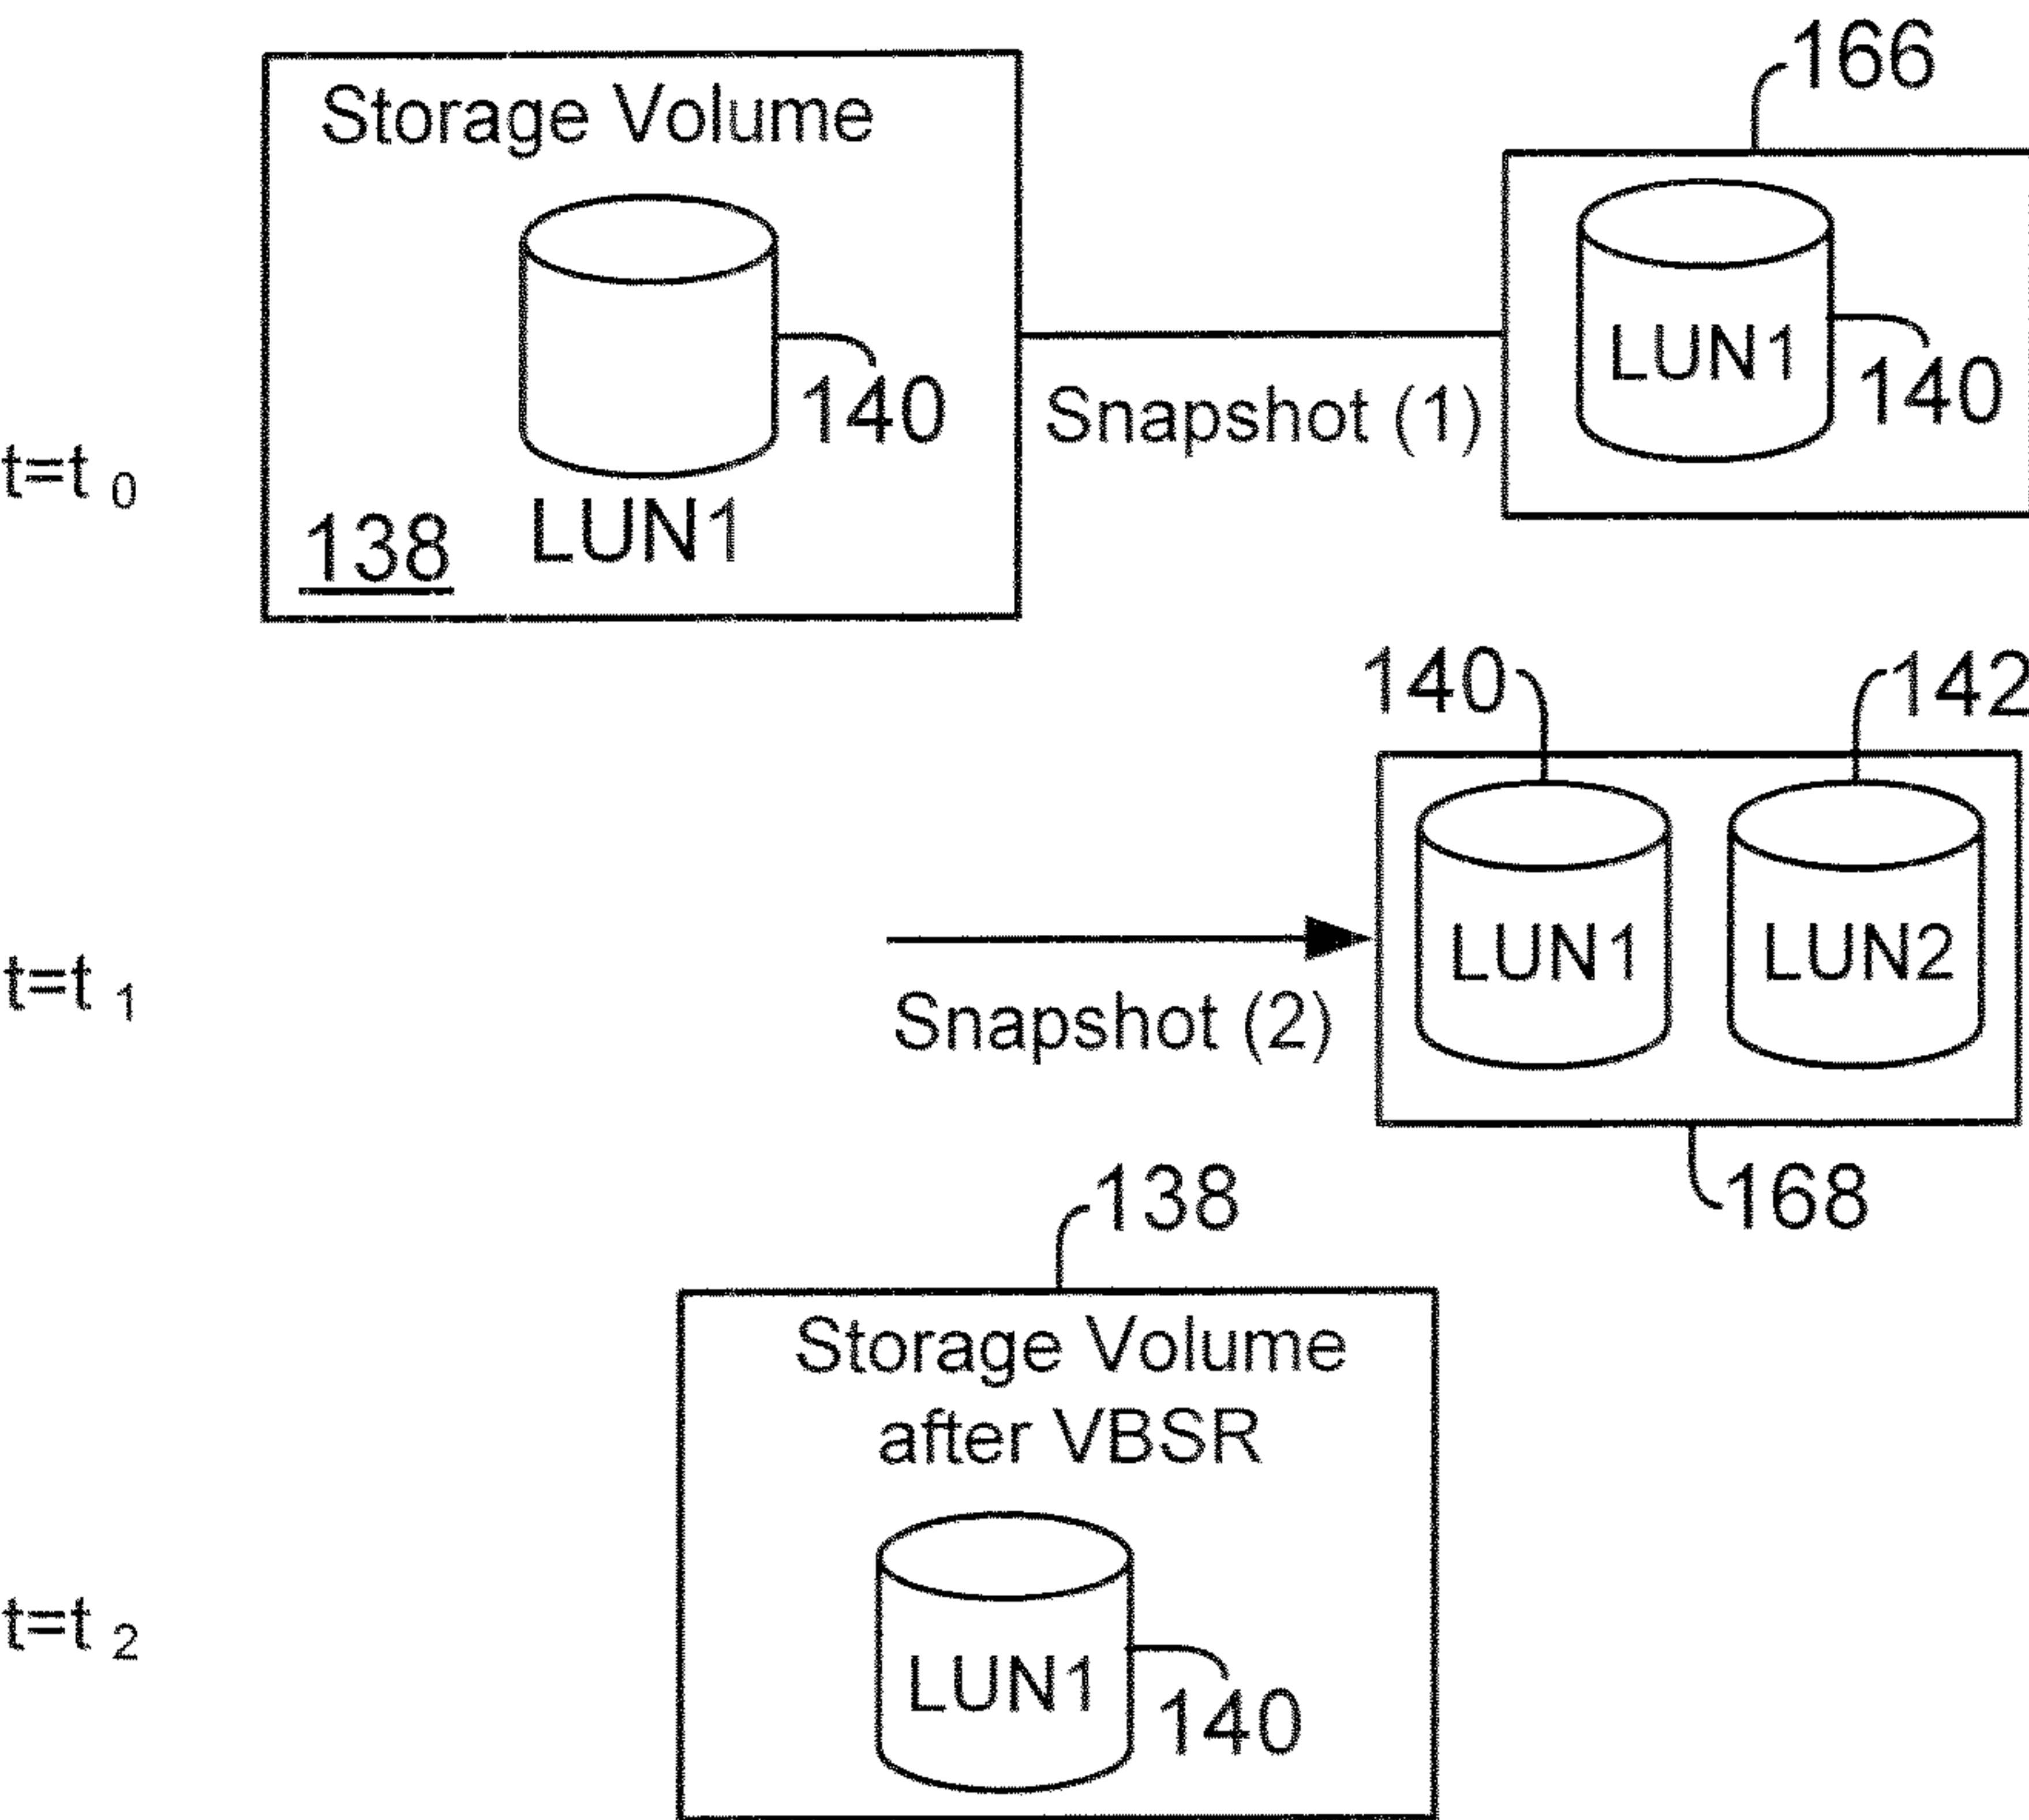 166
Storage Volume
LUN1
140
140
Snapshot (1)
t=t 0
138
LUN1
140
142
LUN1
LUN2
t=t 1
Snapshot (2)
168
138
Storage Volume
after VBSR
t=t 2
LUN1
140